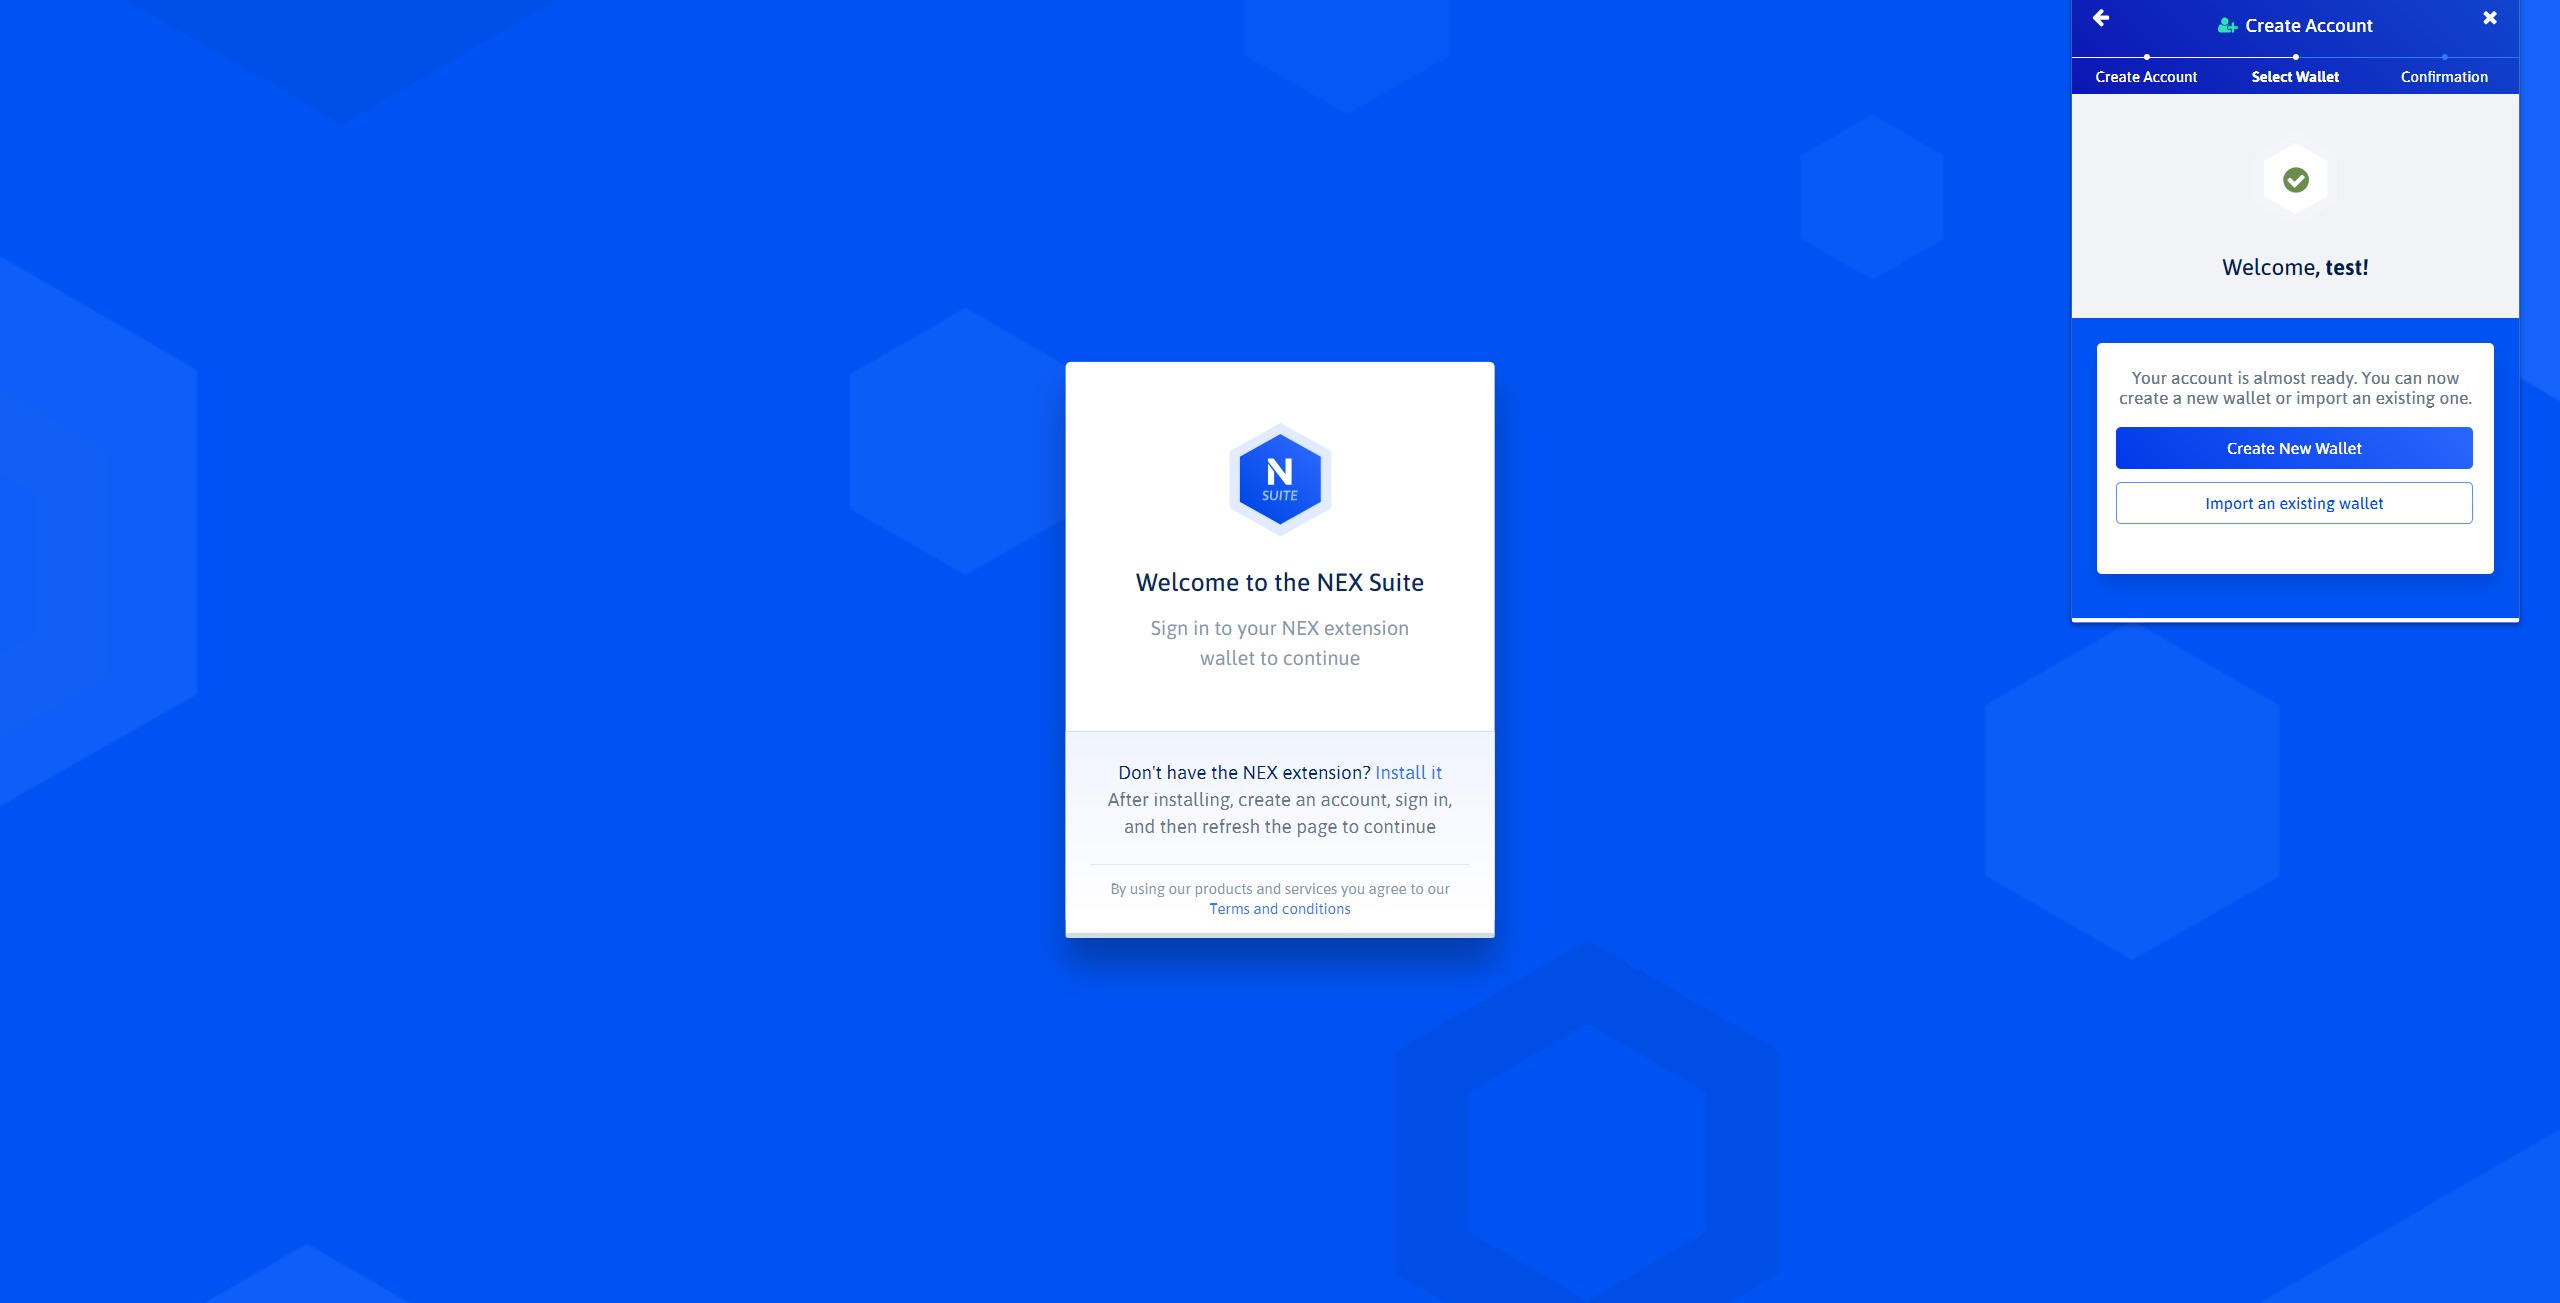 Create Account
Create Account
Select Wallet
Confirmation
Welcome, test!
Your account is almost ready. You can now
create a new wallet or import an existing one.
Create New Wallet
Import an existing wallet
N
SUITE
Welcome to the NEX Suite
Sign in to your NEX extension
wallet to continue
Don't have the NEX extension? Install it
After installing, create an account, sign in,
and then refresh the page to continue
By using our products and services you agree to our
Terms and conditions